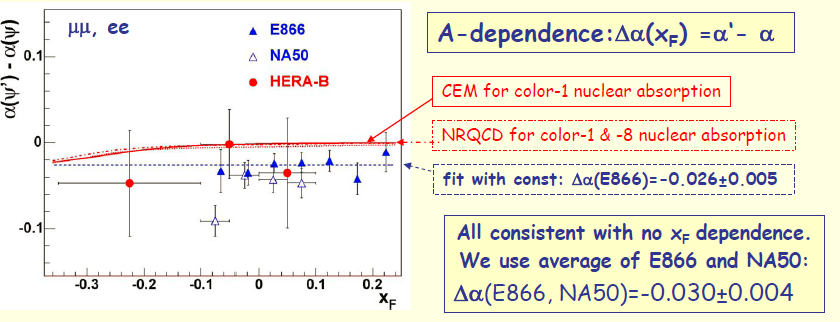 μμ, ee
E866
NA50
HERA-B
α(ψ') - α(ψ)
0.1
0
-0.1
-0.3
-0.2
-0.1
0
0.1
0.2
x_F
A-dependence:Δα(x_F) =α'- α
CEM for color-1 nuclear absorption
NRQCD for color-1 & -8 nuclear absorption
fit with const: Δα(E866)=-0.026±0.005
All consistent with no x_F dependence.
We use average of E866 and NA50:
Δα(E866, NA50)=-0.030±0.004